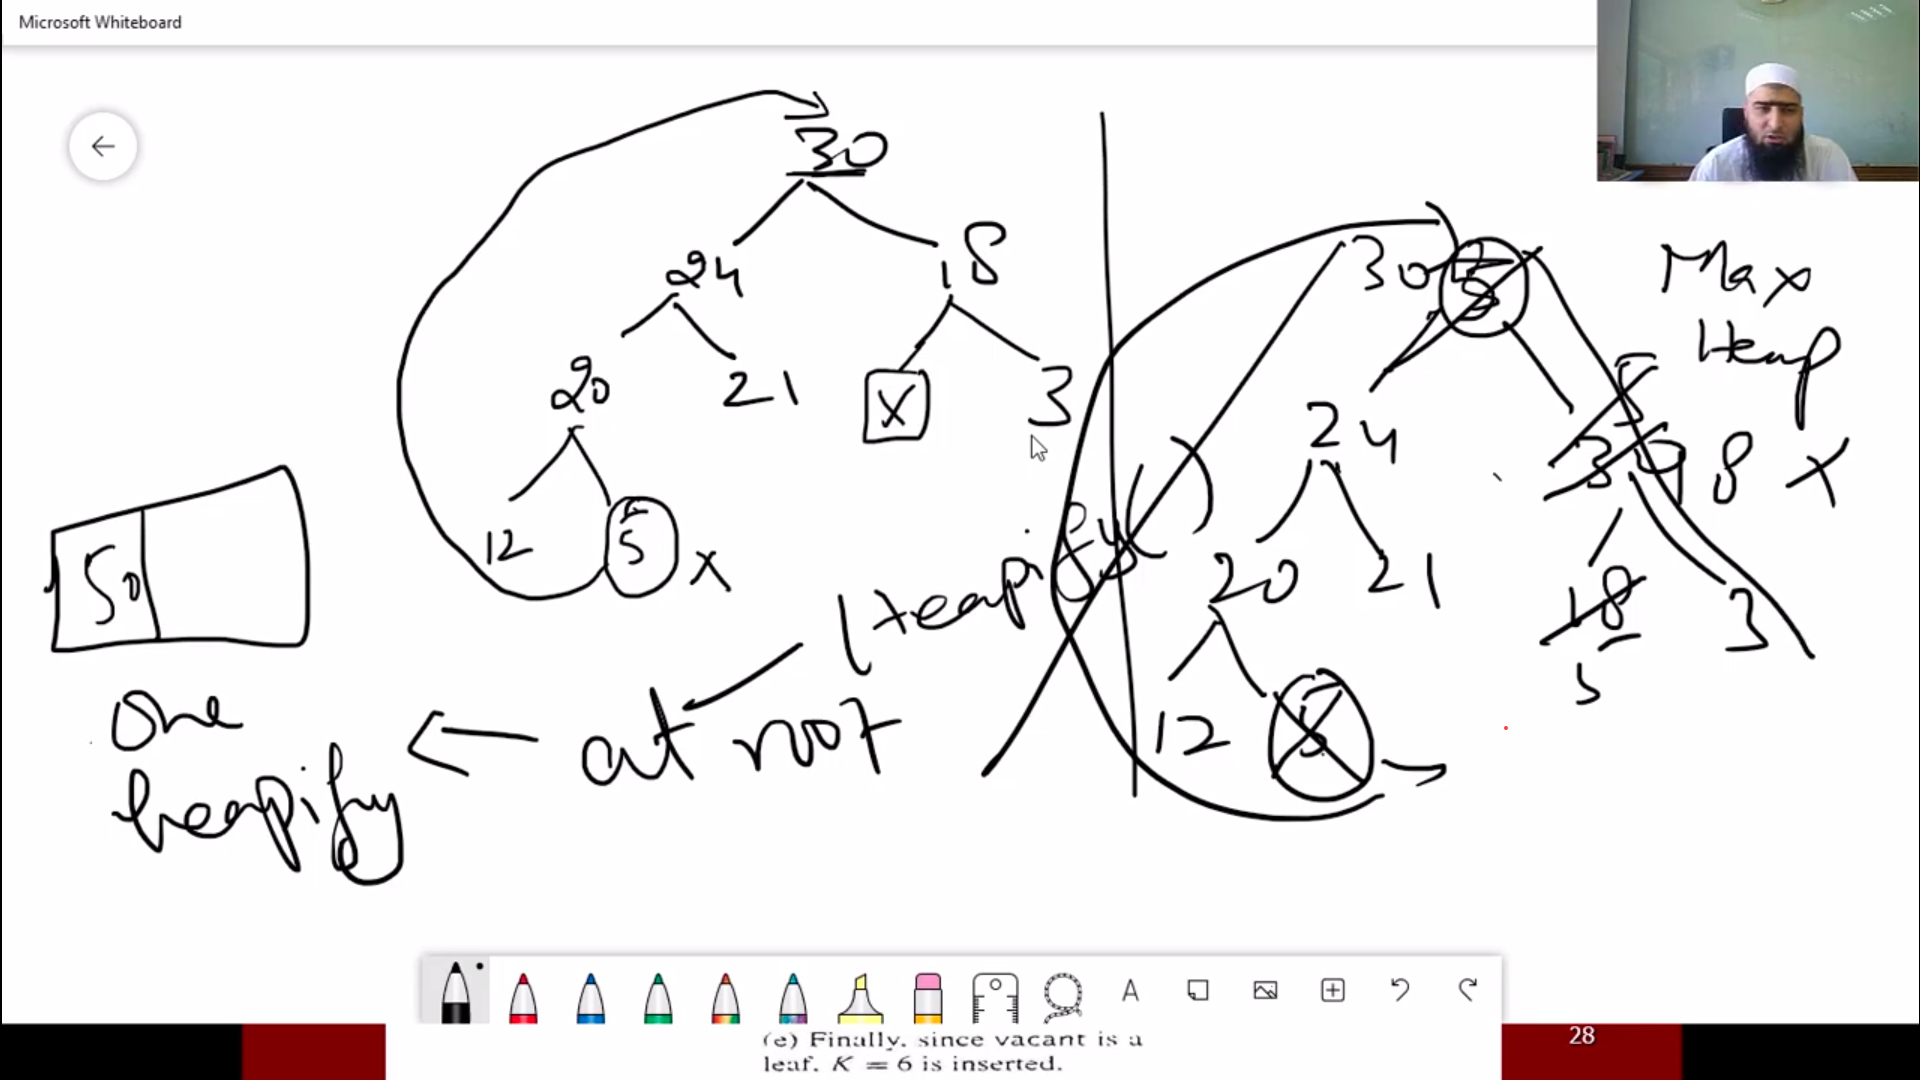 Microsoft Whiteboard
30
24 18
20 21 X 3
12 5 X
50
Heapify()
at root
One
heapify
Max
Heap
30 5
24 30 18 X
20 21 18 3
5
12 5
A
(e) Finally, since vacant is a
leaf, K = 6 is inserted.
28